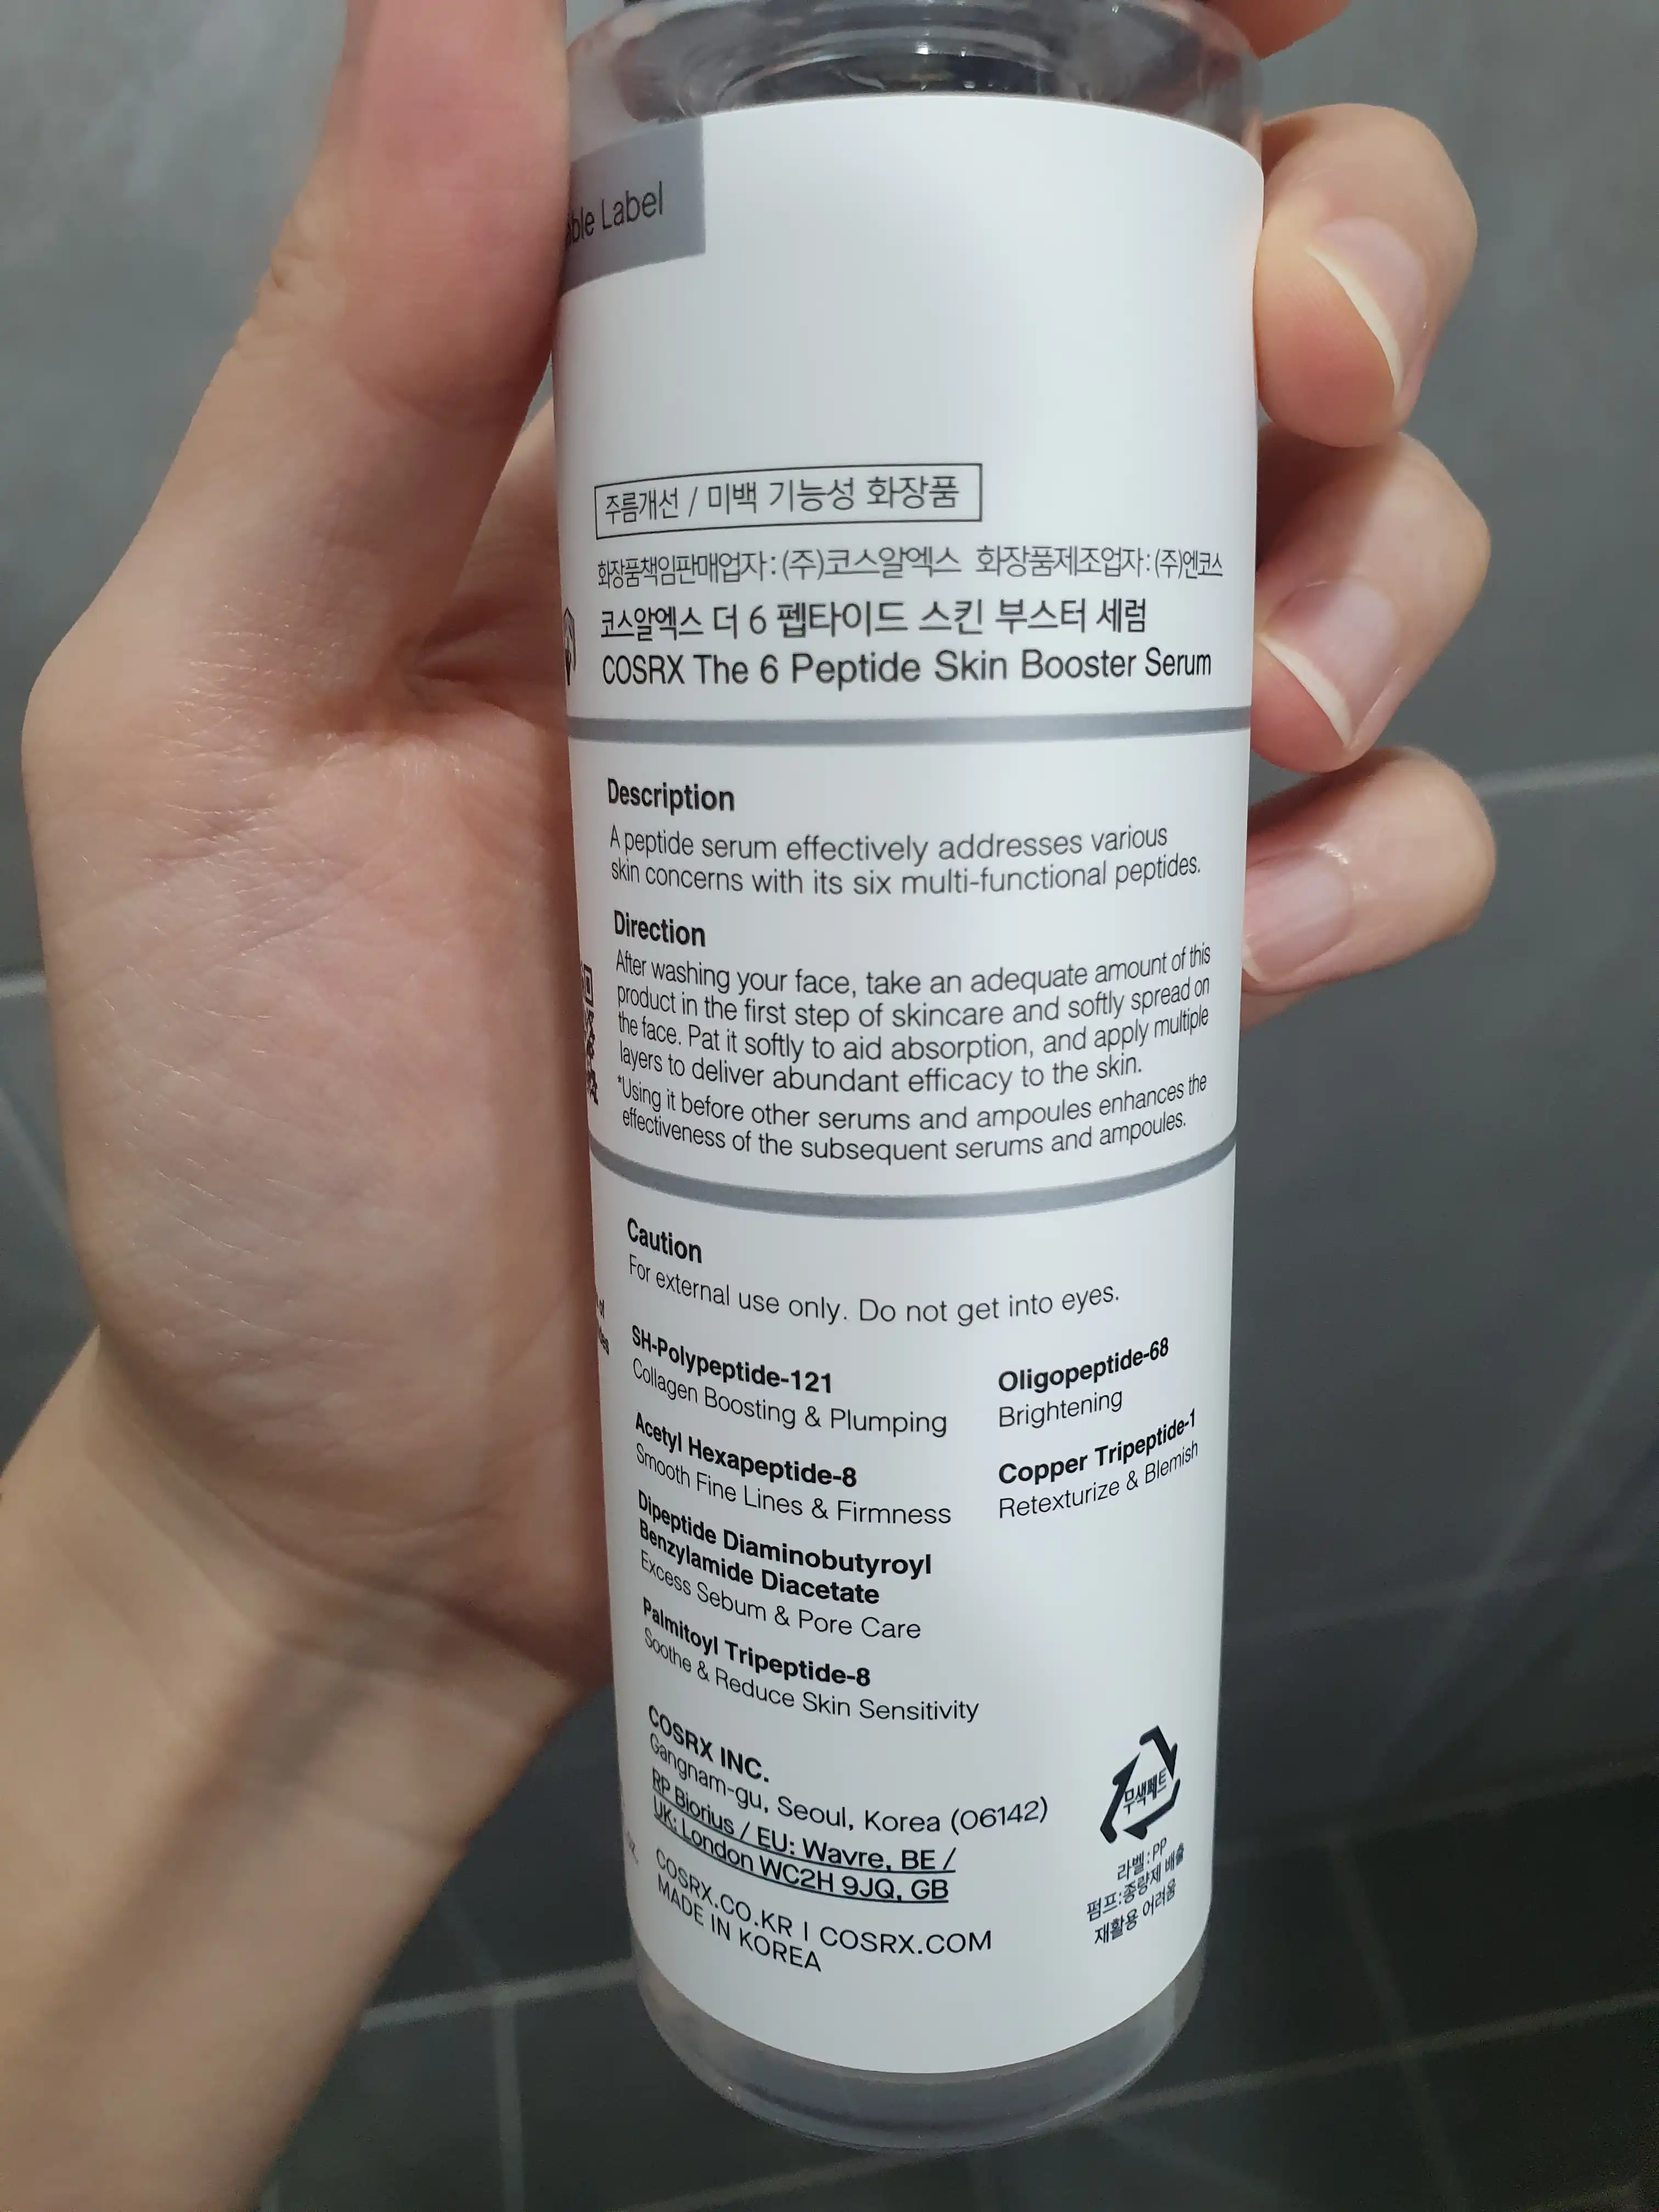 Label
주름개선 / 미백 기능성 화장품
화장품책임판매업자 : (주)코스알엑스 화장품제조업자 : (주)엔코스
코스알엑스 더 6 펩타이드 스킨 부스터 세럼
COSRX The 6 Peptide Skin Booster Serum
Description
A peptide serum effectively addresses various
skin concerns with its six multi-functional peptides.
Direction
After washing your face, take an adequate amount of this
product in the first step of skincare and softly spread on
the face. Pat it softly to aid absorption, and apply multiple
layers to deliver abundant efficacy to the skin.
*Using it before other serums and ampoules enhances the
effectiveness of the subsequent serums and ampoules.
Caution
For external use only. Do not get into eyes.
SH-Polypeptide-121
Collagen Boosting & Plumping
Acetyl Hexapeptide-8
Smooth Fine Lines & Firmness
Dipeptide Diaminobutyroyl
Benzylamide Diacetate
Excess Sebum & Pore Care
Palmitoyl Tripeptide-8
Soothe & Reduce Skin Sensitivity
Oligopeptide-68
Brightening
Copper Tripeptide-1
Retexturize & Blemish
COSRX INC.
Gangnam-gu, Seoul, Korea (06142)
RP Biorius / EU: Wavre, BE /
UK: London WC2H 9JQ, GB
COSRX.CO.KR | COSRX.COM
MADE IN KOREA
무색페트
라벨 : PP
펌프:종량제 배출
재활용 어려움